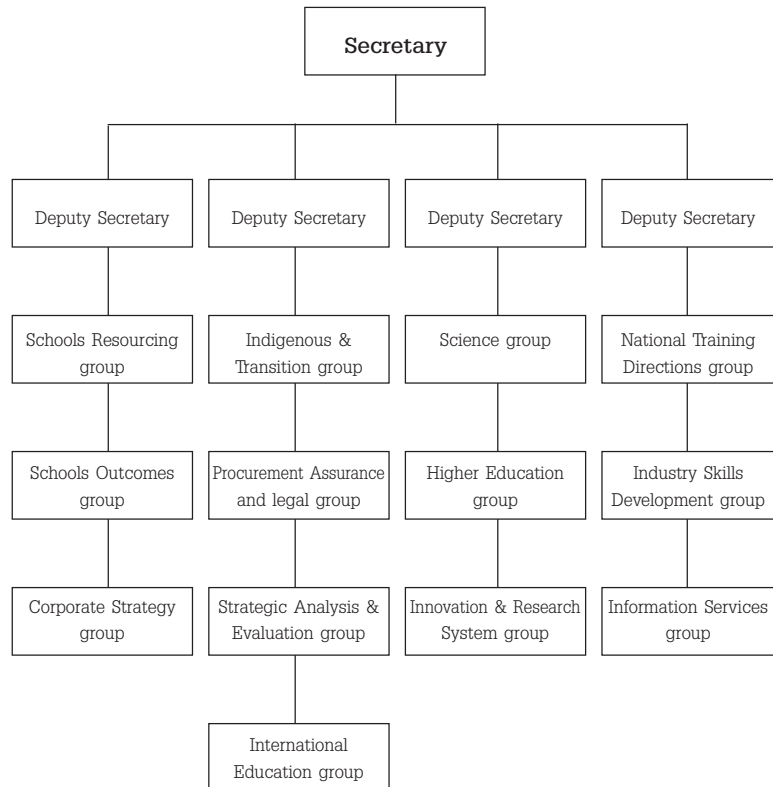 Secretary
Deputy Secretary
Deputy Secretary
Deputy Secretary
Deputy Secretary
Schools Resourcing
group
Indigenous &
Transition group
Science group
National Training
Directions group
Schools Outcomes
group
Procurement Assurance
and legal group
Higher Education
group
Industry Skills
Development group
Corporate Strategy
group
Strategic Analysis &
Evaluation group
Innovation & Research
System group
Information Services
group
International
Education group